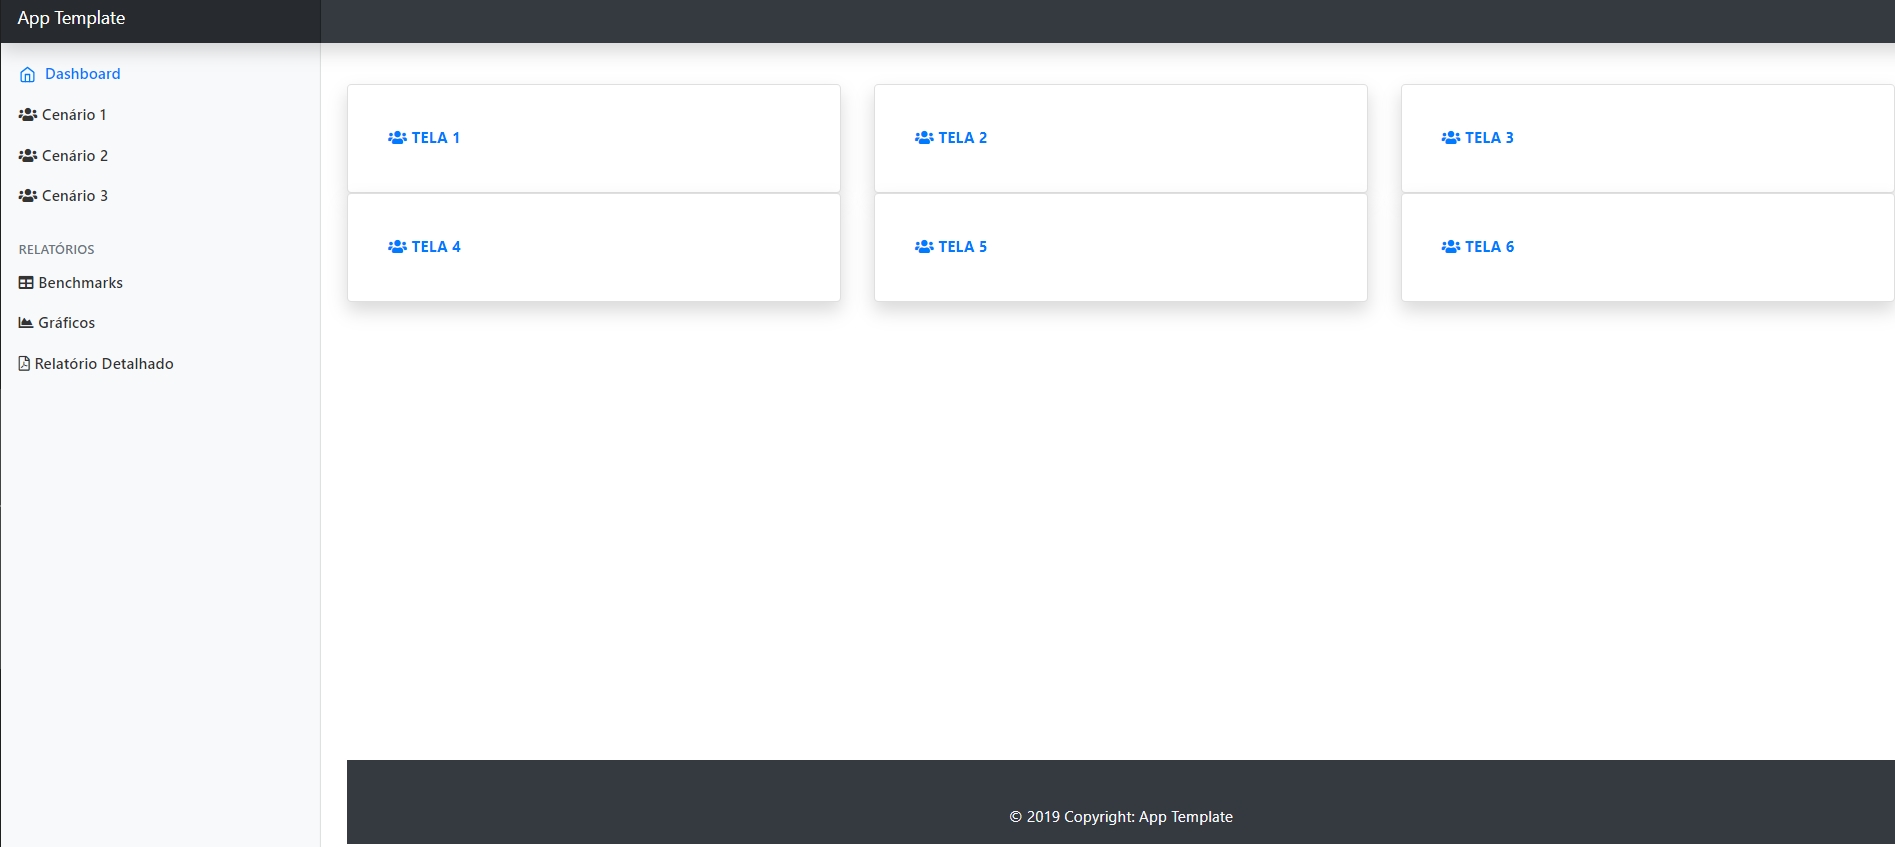 App Template
Dashboard
Cenário 1
Cenário 2
Cenário 3
RELATÓRIOS
Benchmarks
Gráficos
Relatório Detalhado
TELA 1
TELA 2
TELA 3
TELA 4
TELA 5
TELA 6
© 2019 Copyright: App Template